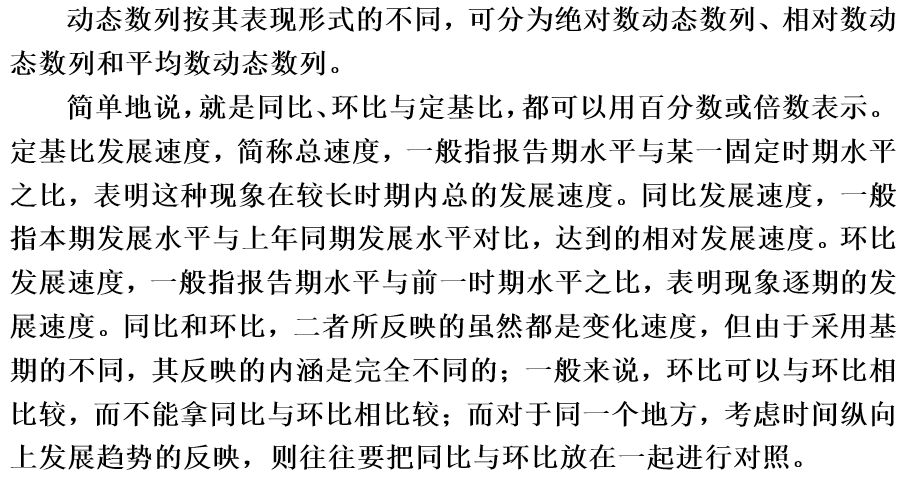 动态数列按其表现形式的不同，可分为绝对数动态数列、相对数动
态数列和平均数动态数列。
简单地说，就是同比、环比与定基比，都可以用百分数或倍数表示。
定基比发展速度，简称总速度，一般指报告期水平与某一固定时期水平
之比，表明这种现象在较长时期内总的发展速度。同比发展速度，一般
指本期发展水平与上年同期发展水平对比，达到的相对发展速度。环比
发展速度，一般指报告期水平与前一时期水平之比，表明现象逐期的发
展速度。同比和环比，二者所反映的虽然都是变化速度，但由于采用基
期的不同，其反映的内涵是完全不同的；一般来说，环比可以与环比相
比较，而不能拿同比与环比相比较；而对于同一个地方，考虑时间纵向
上发展趋势的反映，则往往要把同比与环比放在一起进行对照。